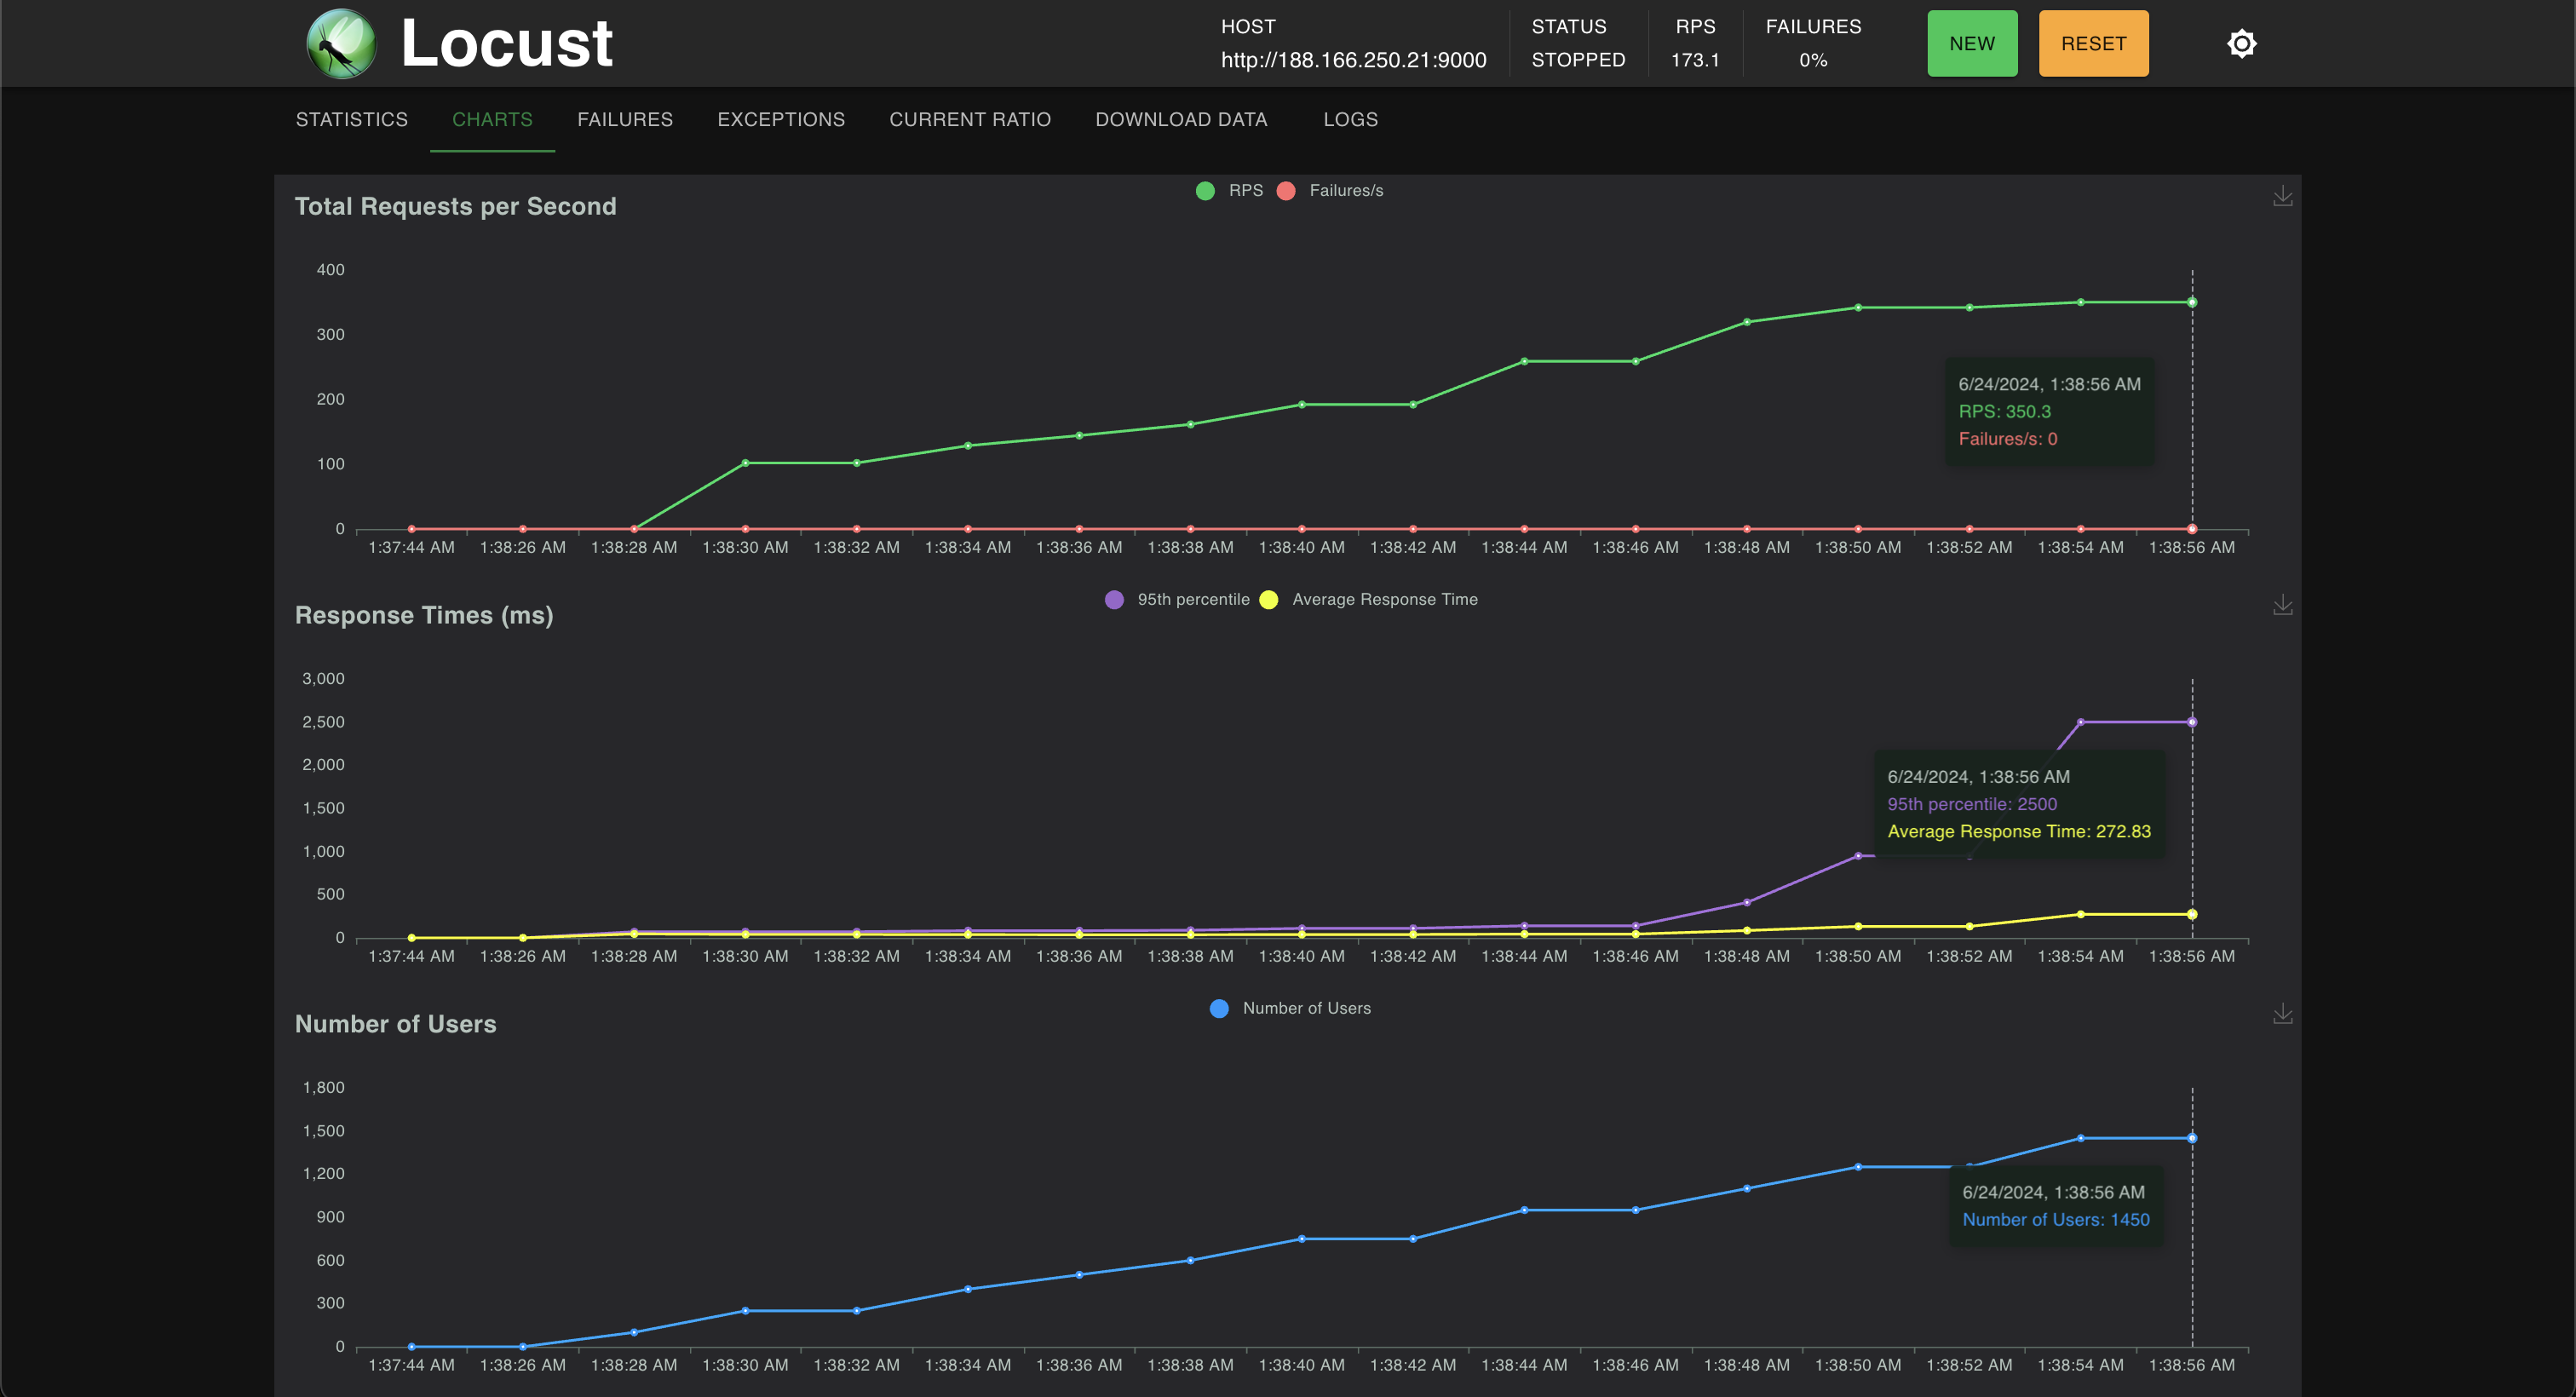 Locust
HOST
http://188.166.250.21:9000
STATUS
STOPPED
RPS
173.1
FAILURES
0%
NEW
RESET
STATISTICS CHARTS FAILURES EXCEPTIONS CURRENT RATIO DOWNLOAD DATA LOGS
Total Requests per Second
RPS Failures/s
400
300
200
100
0
6/24/2024, 1:38:56 AM
RPS: 350.3
Failures/s: 0
1:37:44 AM 1:38:26 AM 1:38:28 AM 1:38:30 AM 1:38:32 AM 1:38:34 AM 1:38:36 AM 1:38:38 AM 1:38:40 AM 1:38:42 AM 1:38:44 AM 1:38:46 AM 1:38:48 AM 1:38:50 AM 1:38:52 AM 1:38:54 AM 1:38:56 AM
Response Times (ms)
95th percentile Average Response Time
3,000
2,500
2,000
1,500
1,000
500
0
6/24/2024, 1:38:56 AM
95th percentile: 2500
Average Response Time: 272.83
1:37:44 AM 1:38:26 AM 1:38:28 AM 1:38:30 AM 1:38:32 AM 1:38:34 AM 1:38:36 AM 1:38:38 AM 1:38:40 AM 1:38:42 AM 1:38:44 AM 1:38:46 AM 1:38:48 AM 1:38:50 AM 1:38:52 AM 1:38:54 AM 1:38:56 AM
Number of Users
Number of Users
1,800
1,500
1,200
900
600
300
0
6/24/2024, 1:38:56 AM
Number of Users: 1450
1:37:44 AM 1:38:26 AM 1:38:28 AM 1:38:30 AM 1:38:32 AM 1:38:34 AM 1:38:36 AM 1:38:38 AM 1:38:40 AM 1:38:42 AM 1:38:44 AM 1:38:46 AM 1:38:48 AM 1:38:50 AM 1:38:52 AM 1:38:54 AM 1:38:56 AM